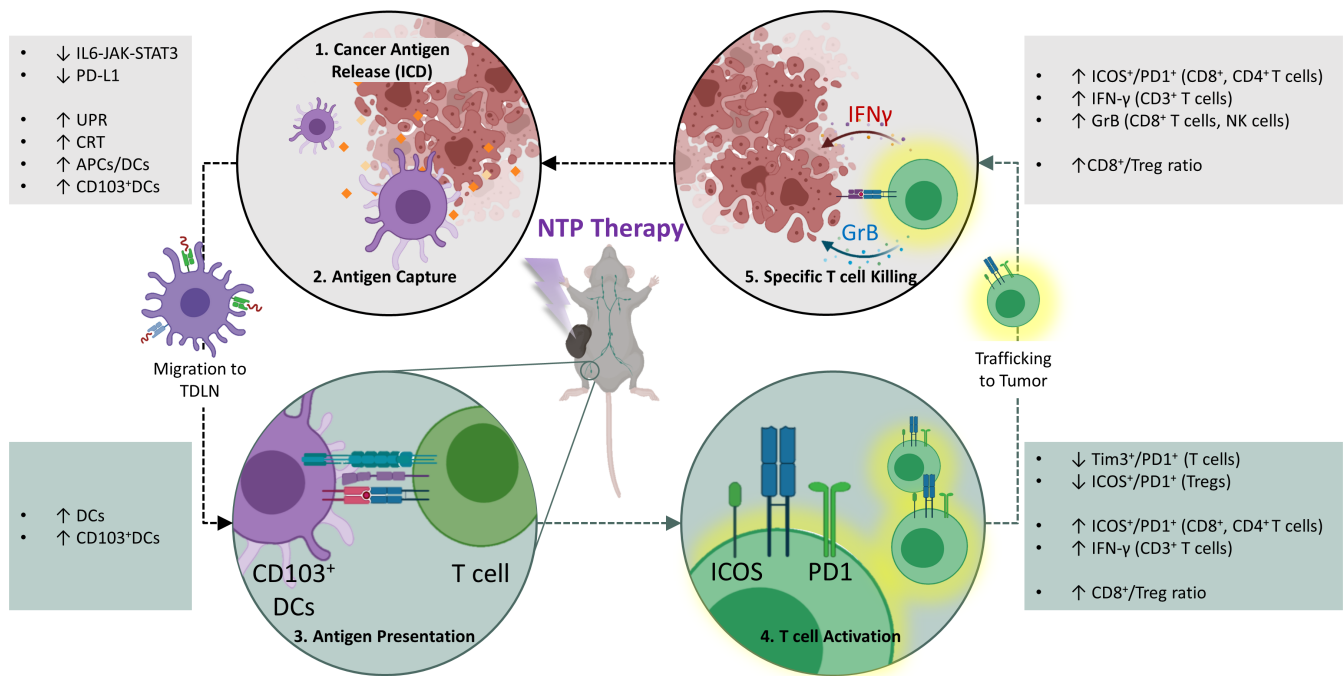 • ↓ IL6-JAK-STAT3
• ↓ PD-L1
• ↑ UPR
• ↑ CRT
• ↑ APCs/DCs
• ↑ CD103⁺DCs
1. Cancer Antigen
Release (ICD)
2. Antigen Capture
NTP Therapy
IFNγ
GrB
5. Specific T cell Killing
• ↑ ICOS⁺/PD1⁺ (CD8⁺, CD4⁺ T cells)
• ↑ IFN-γ (CD3⁺ T cells)
• ↑ GrB (CD8⁺ T cells, NK cells)
• ↑CD8⁺/Treg ratio
Migration to
TDLN
Trafficking
to Tumor
• ↑ DCs
• ↑ CD103⁺DCs
CD103⁺
DCs
T cell
3. Antigen Presentation
ICOS
PD1
4. T cell Activation
• ↓ Tim3⁺/PD1⁺ (T cells)
• ↓ ICOS⁺/PD1⁺ (Tregs)
• ↑ ICOS⁺/PD1⁺ (CD8⁺, CD4⁺ T cells)
• ↑ IFN-γ (CD3⁺ T cells)
• ↑ CD8⁺/Treg ratio